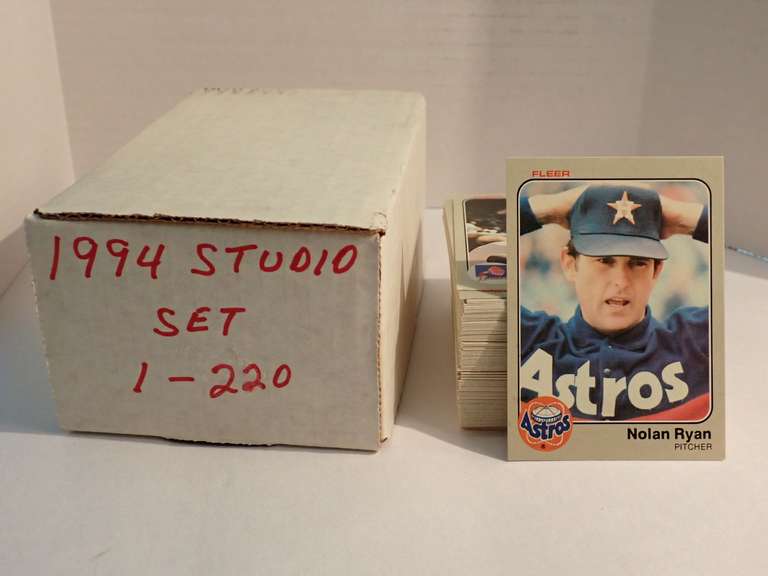 1994 STUDIO
SET
1-220
FLEER
Astros
Astros
Nolan Ryan
PITCHER